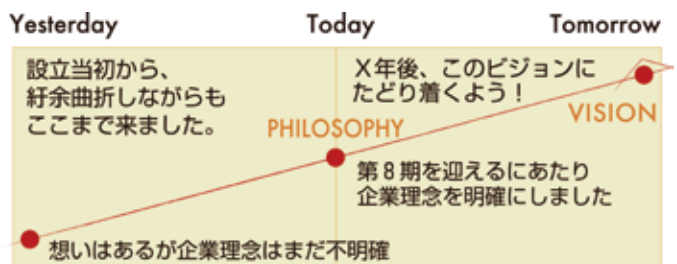 Yesterday
Today
Tomorrow
設立当初から、
紆余曲折しながらも
ここまで来ました。
X年後、このビジョンに
たどり着くよう！
PHILOSOPHY
VISION
第8期を迎えるにあたり
企業理念を明確にしました
想いはあるが企業理念はまだ不明確